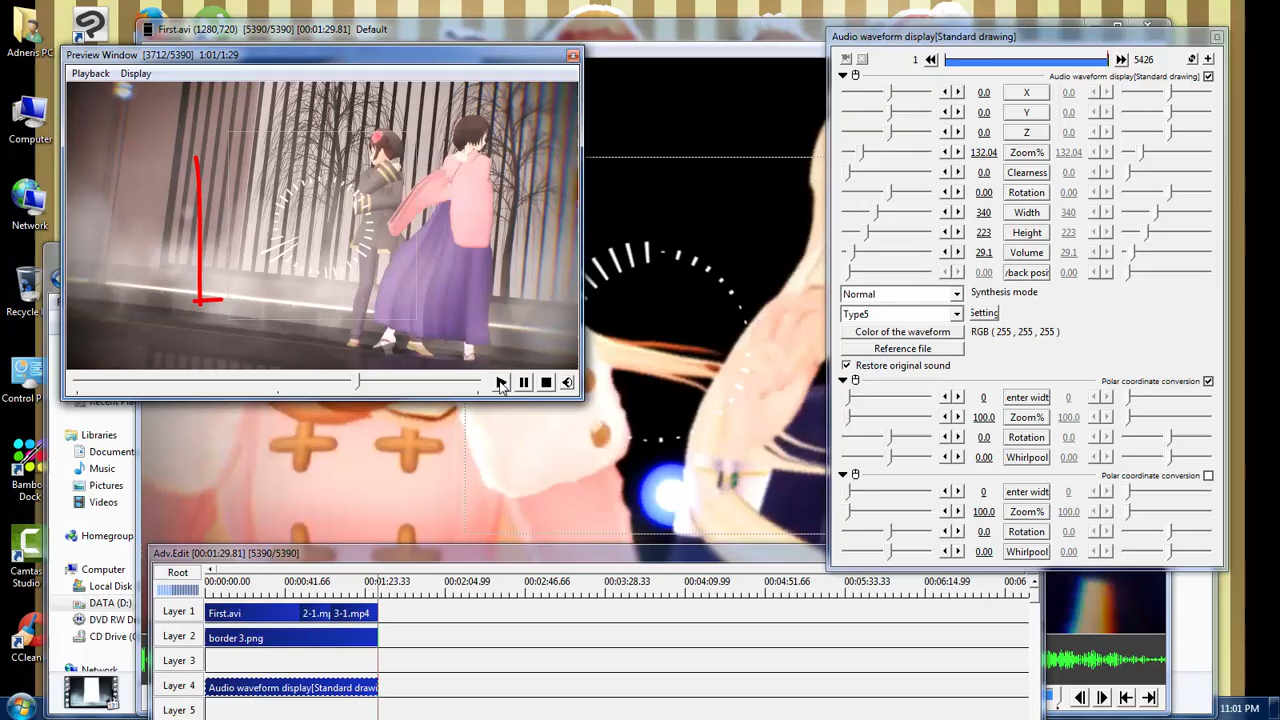 Adneris PC
Computer
Network
Recycle
Control P
Bambo
Dock
Camtas
Studio
CClean
First.avi (1280,720) [5390/5390] [00:01:29.81] Default
Preview Window [3712/5390] 1:01/1:29
Playback Display
Audio waveform display[Standard drawing]
1 5426
Audio waveform display[Standard drawing]
0.0 X 0.0
0.0 Y 0.0
0.0 Z 0.0
132.04 Zoom% 132.04
0.0 Clearness 0.0
0.00 Rotation 0.00
340 Width 340
223 Height 223
29.1 Volume 29.1
0.00 /back posi 0.00
Normal Synthesis mode
Type5 Setting
Color of the waveform RGB ( 255 , 255 , 255 )
Reference file
Restore original sound
Polar coordinate conversion
0 enter widt 0
100.0 Zoom% 100.0
0.0 Rotation 0.0
0.00 Whirlpool 0.00
Polar coordinate conversion
0 enter widt 0
100.0 Zoom% 100.0
0.0 Rotation 0.0
0.00 Whirlpool 0.00
Libraries
Document
Music
Pictures
Videos
Homegroup
Computer
Local Disk
DATA (D:)
DVD RW D
CD Drive (
Network
Adv.Edit [00:01:29.81] [5390/5390]
Root
00:00:00.00 00:00:41.66 00:01:23.33 00:02:04.99 00:02:46.66 00:03:28.33 00:04:09.99 00:04:51.66 00:05:33.33 00:06:14.99 00:06
Layer 1 First.avi 2-1.mp 3-1.mp4
Layer 2 border 3.png
Layer 3
Layer 4 Audio waveform display[Standard drawi
Layer 5
11:01 PM